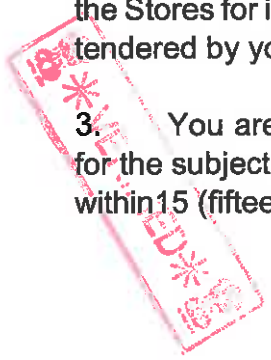 the Stores for i
tendered by yo
3. You are
for the subject
within15 (fiftee